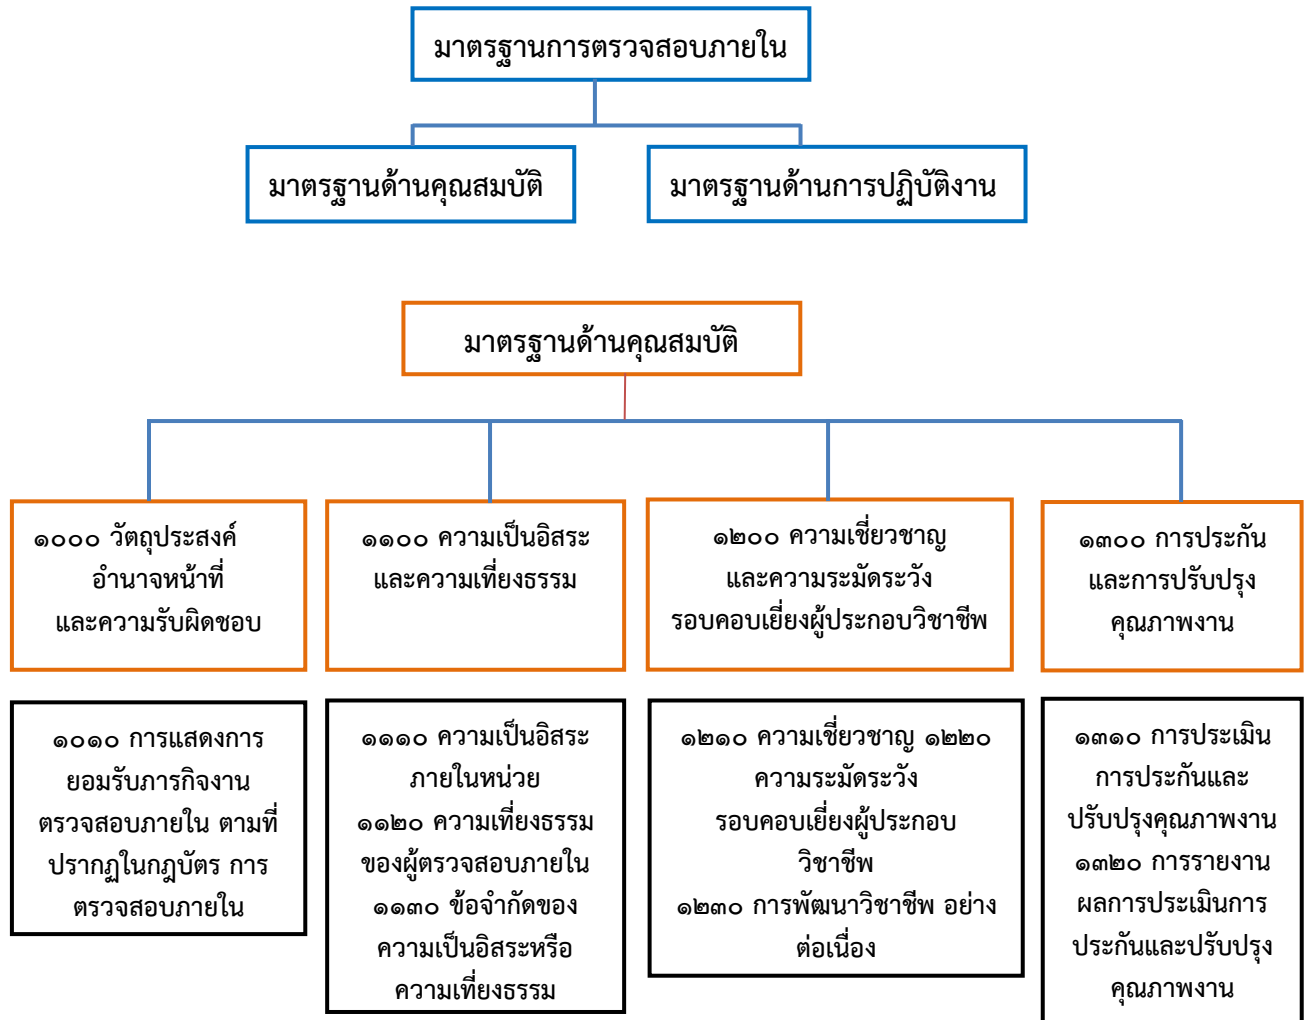 มาตรฐานการตรวจสอบภายใน
มาตรฐานด้านคุณสมบัติ
มาตรฐานด้านการปฏิบัติงาน
มาตรฐานด้านคุณสมบัติ
๑๐๐๐ วัตถุประสงค์
อำนาจหน้าที่
และความรับผิดชอบ
๑๑๐๐ ความเป็นอิสระ
และความเที่ยงธรรม
๑๒๐๐ ความเชี่ยวชาญ
และความระมัดระวัง
รอบคอบเยี่ยงผู้ประกอบวิชาชีพ
๑๓๐๐ การประกัน
และการปรับปรุง
คุณภาพงาน
๑๐๑๐ การแสดงการ
ยอมรับภารกิจงาน
ตรวจสอบภายใน ตามที่
ปรากฏในกฎบัตร การ
ตรวจสอบภายใน
๑๑๑๐ ความเป็นอิสระ
ภายในหน่วย
๑๑๒๐ ความเที่ยงธรรม
ของผู้ตรวจสอบภายใน
๑๑๓๐ ข้อจำกัดของ
ความเป็นอิสระหรือ
ความเที่ยงธรรม
๑๒๑๐ ความเชี่ยวชาญ ๑๒๒๐
ความระมัดระวัง
รอบคอบเยี่ยงผู้ประกอบ
วิชาชีพ
๑๒๓๐ การพัฒนาวิชาชีพ อย่าง
ต่อเนื่อง
๑๓๑๐ การประเมิน
การประกันและ
ปรับปรุงคุณภาพงาน
๑๓๒๐ การรายงาน
ผลการประเมินการ
ประกันและปรับปรุง
คุณภาพงาน